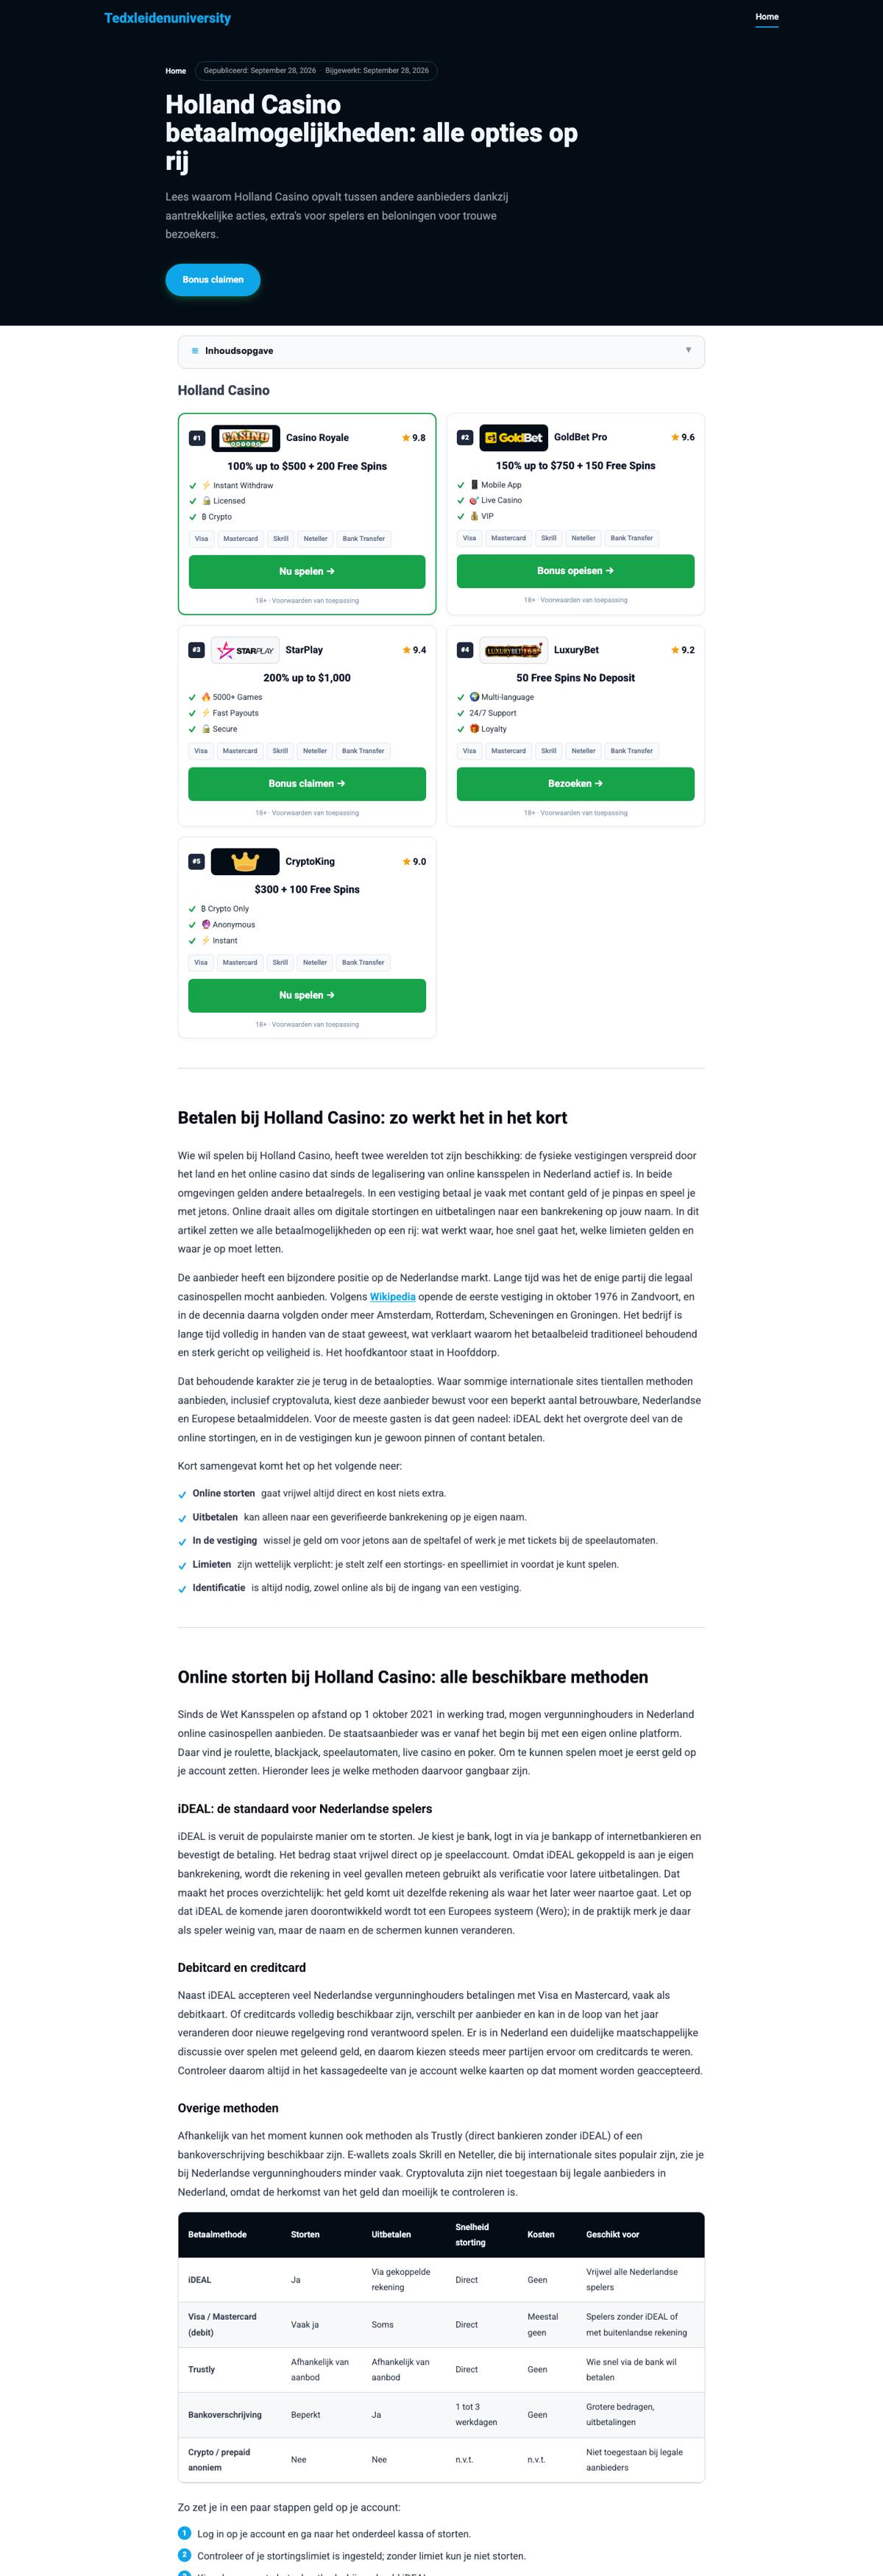 Tedxleidenuniversity
Home
Home
Gepubliceerd: September 28, 2026 · Bijgewerkt: September 28, 2026
Holland Casino
betaalmogelijkheden: alle opties op
rij
Lees waarom Holland Casino opvalt tussen andere aanbieders dankzij
aantrekkelijke acties, extra's voor spelers en beloningen voor trouwe
bezoekers.
Bonus claimen
Inhoudsopgave
Holland Casino
#1 CASINO Casino Royale 9.8
100% up to $500 + 200 Free Spins
Instant Withdraw
Licensed
₿ Crypto
Visa Mastercard Skrill Neteller Bank Transfer
Nu spelen →
18+ · Voorwaarden van toepassing
#2 GoldBet GoldBet Pro 9.6
150% up to $750 + 150 Free Spins
Mobile App
Live Casino
VIP
Visa Mastercard Skrill Neteller Bank Transfer
Bonus opeisen →
18+ · Voorwaarden van toepassing
#3 STARPLAY StarPlay 9.4
200% up to $1,000
5000+ Games
Fast Payouts
Secure
Visa Mastercard Skrill Neteller Bank Transfer
Bonus claimen →
18+ · Voorwaarden van toepassing
#4 LUXURYBET168 LuxuryBet 9.2
50 Free Spins No Deposit
Multi-language
24/7 Support
Loyalty
Visa Mastercard Skrill Neteller Bank Transfer
Bezoeken →
18+ · Voorwaarden van toepassing
#5 CryptoKing 9.0
$300 + 100 Free Spins
₿ Crypto Only
Anonymous
Instant
Visa Mastercard Skrill Neteller Bank Transfer
Nu spelen →
18+ · Voorwaarden van toepassing
Betalen bij Holland Casino: zo werkt het in het kort
Wie wil spelen bij Holland Casino, heeft twee werelden tot zijn beschikking: de fysieke vestigingen verspreid door
het land en het online casino dat sinds de legalisering van online kansspelen in Nederland actief is. In beide
omgevingen gelden andere betaalregels. In een vestiging betaal je vaak met contant geld of je pinpas en speel je
met jetons. Online draait alles om digitale stortingen en uitbetalingen naar een bankrekening op jouw naam. In dit
artikel zetten we alle betaalmogelijkheden op een rij: wat werkt waar, hoe snel gaat het, welke limieten gelden en
waar je op moet letten.
De aanbieder heeft een bijzondere positie op de Nederlandse markt. Lange tijd was het de enige partij die legaal
casinospellen mocht aanbieden. Volgens Wikipedia opende de eerste vestiging in oktober 1976 in Zandvoort, en
in de decennia daarna volgden onder meer Amsterdam, Rotterdam, Scheveningen en Groningen. Het bedrijf is
lange tijd volledig in handen van de staat geweest, wat verklaart waarom het betaalbeleid traditioneel behoudend
en sterk gericht op veiligheid is. Het hoofdkantoor staat in Hoofddorp.
Dat behoudende karakter zie je terug in de betaalopties. Waar sommige internationale sites tientallen methoden
aanbieden, inclusief cryptovaluta, kiest deze aanbieder bewust voor een beperkt aantal betrouwbare, Nederlandse
en Europese betaalmiddelen. Voor de meeste gasten is dat geen nadeel: iDEAL dekt het overgrote deel van de
online stortingen, en in de vestigingen kun je gewoon pinnen of contant betalen.
Kort samengevat komt het op het volgende neer:
Online storten gaat vrijwel altijd direct en kost niets extra.
Uitbetalen kan alleen naar een geverifieerde bankrekening op je eigen naam.
In de vestiging wissel je geld om voor jetons aan de speltafel of werk je met tickets bij de speelautomaten.
Limieten zijn wettelijk verplicht: je stelt zelf een stortings- en speellimiet in voordat je kunt spelen.
Identificatie is altijd nodig, zowel online als bij de ingang van een vestiging.
Online storten bij Holland Casino: alle beschikbare methoden
Sinds de Wet Kansspelen op afstand op 1 oktober 2021 in werking trad, mogen vergunninghouders in Nederland
online casinospellen aanbieden. De staatsaanbieder was er vanaf het begin bij met een eigen online platform.
Daar vind je roulette, blackjack, speelautomaten, live casino en poker. Om te kunnen spelen moet je eerst geld op
je account zetten. Hieronder lees je welke methoden daarvoor gangbaar zijn.
iDEAL: de standaard voor Nederlandse spelers
iDEAL is veruit de populairste manier om te storten. Je kiest je bank, logt in via je bankapp of internetbankieren en
bevestigt de betaling. Het bedrag staat vrijwel direct op je speelaccount. Omdat iDEAL gekoppeld is aan je eigen
bankrekening, wordt die rekening in veel gevallen meteen gebruikt als verificatie voor latere uitbetalingen. Dat
maakt het proces overzichtelijk: het geld komt uit dezelfde rekening als waar het later weer naartoe gaat. Let op
dat iDEAL de komende jaren doorontwikkeld wordt tot een Europees systeem (Wero); in de praktijk merk je daar
als speler weinig van, maar de naam en de schermen kunnen veranderen.
Debitcard en creditcard
Naast iDEAL accepteren veel Nederlandse vergunninghouders betalingen met Visa en Mastercard, vaak als
debitkaart. Of creditcards volledig beschikbaar zijn, verschilt per aanbieder en kan in de loop van het jaar
veranderen door nieuwe regelgeving rond verantwoord spelen. Er is in Nederland een duidelijke maatschappelijke
discussie over spelen met geleend geld, en daarom kiezen steeds meer partijen ervoor om creditcards te weren.
Controleer daarom altijd in het kassagedeelte van je account welke kaarten op dat moment worden geaccepteerd.
Overige methoden
Afhankelijk van het moment kunnen ook methoden als Trustly (direct bankieren zonder iDEAL) of een
bankoverschrijving beschikbaar zijn. E-wallets zoals Skrill en Neteller, die bij internationale sites populair zijn, zie je
bij Nederlandse vergunninghouders minder vaak. Cryptovaluta zijn niet toegestaan bij legale aanbieders in
Nederland, omdat de herkomst van het geld dan moeilijk te controleren is.
Betaalmethode Storten Uitbetalen Snelheid storting Kosten Geschikt voor
iDEAL Ja Via gekoppelde rekening Direct Geen Vrijwel alle Nederlandse spelers
Visa / Mastercard (debit) Vaak ja Soms Direct Meestal geen Spelers zonder iDEAL of met buitenlandse rekening
Trustly Afhankelijk van aanbod Afhankelijk van aanbod Direct Geen Wie snel via de bank wil betalen
Bankoverschrijving Beperkt Ja 1 tot 3 werkdagen Geen Grotere bedragen, uitbetalingen
Crypto / prepaid anoniem Nee Nee n.v.t. n.v.t. Niet toegestaan bij legale aanbieders
Zo zet je in een paar stappen geld op je account:
1 Log in op je account en ga naar het onderdeel kassa of storten.
2 Controleer of je stortingslimiet is ingesteld; zonder limiet kun je niet storten.